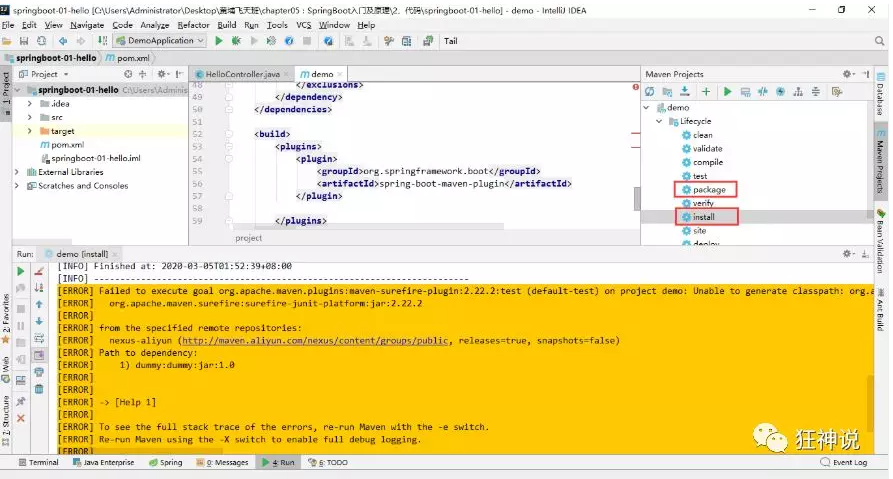 springboot-01-hello [C:\Users\Administrator\Desktop\黄埔飞天班\chapter05：SpringBoot入门及原理\2．代码\springboot-01-hello] - demo - IntelliJ IDEA
File Edit View Navigate Code Analyze Refactor Build Run Tools VCS Window Help
DemoApplication Tail
springboot-01-hello pom.xml
Project
springboot-01-hello C:\Users\Adminis
.idea
src
target
pom.xml
springboot-01-hello.iml
External Libraries
Scratches and Consoles
HelloController.java demo
48 </exclusions>
49 </dependency>
50 </dependencies>
51
52 <build>
53 <plugins>
54 <plugin>
55 <groupId>org.springframework.boot</groupId>
56 <artifactId>spring-boot-maven-plugin</artifactId>
57 </plugin>
58
59 </plugins>
project
Maven Projects
demo
Lifecycle
clean
validate
compile
test
package
verify
install
site
deploy
1: Project
2: Favorites
Web
Z: Structure
Database
Maven Projects
Bean Validation
Ant Build
Run: demo [install]
[INFO] Finished at: 2020-03-05T01:52:39+08:00
[INFO] ------------------------------------------------------------------------
[ERROR] Failed to execute goal org.apache.maven.plugins:maven-surefire-plugin:2.22.2:test (default-test) on project demo: Unable to generate classpath: org.a
[ERROR] org.apache.maven.surefire:surefire-junit-platform:jar:2.22.2
[ERROR]
[ERROR] from the specified remote repositories:
[ERROR] nexus-aliyun (http://maven.aliyun.com/nexus/content/groups/public, releases=true, snapshots=false)
[ERROR] Path to dependency:
[ERROR] 1) dummy:dummy:jar:1.0
[ERROR]
[ERROR]
[ERROR] -> [Help 1]
[ERROR]
[ERROR] To see the full stack trace of the errors, re-run Maven with the -e switch.
[ERROR] Re-run Maven using the -X switch to enable full debug logging.
[ERROR]
狂神说
Terminal Java Enterprise Spring 0: Messages 4: Run 6: TODO Event Log